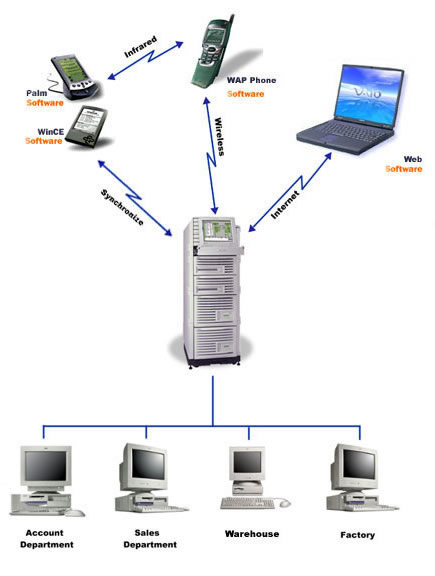 Infrared
WAP Phone
Software
Palm
Software
WinCE
Software
Wireless
VAIO
Web
Software
Synchronize
Internet
Account
Department
Sales
Department
Warehouse
Factory